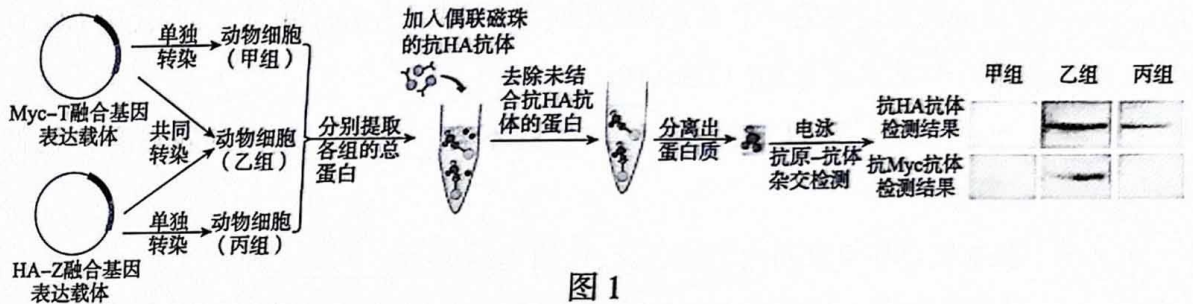 Myc-T融合基因
表达载体
HA-Z融合基因
表达载体
单独
转染
共同
转染
单独
转染
动物细胞
(甲组)
动物细胞
(乙组)
动物细胞
(丙组)
分别提取
各组的总
蛋白
加入偶联磁珠
的抗HA抗体
去除未结
合抗HA抗
体的蛋白
分离出
蛋白质
电泳
抗原-抗体
杂交检测
甲组 乙组 丙组
抗HA抗体
检测结果
抗Myc抗体
检测结果
图1